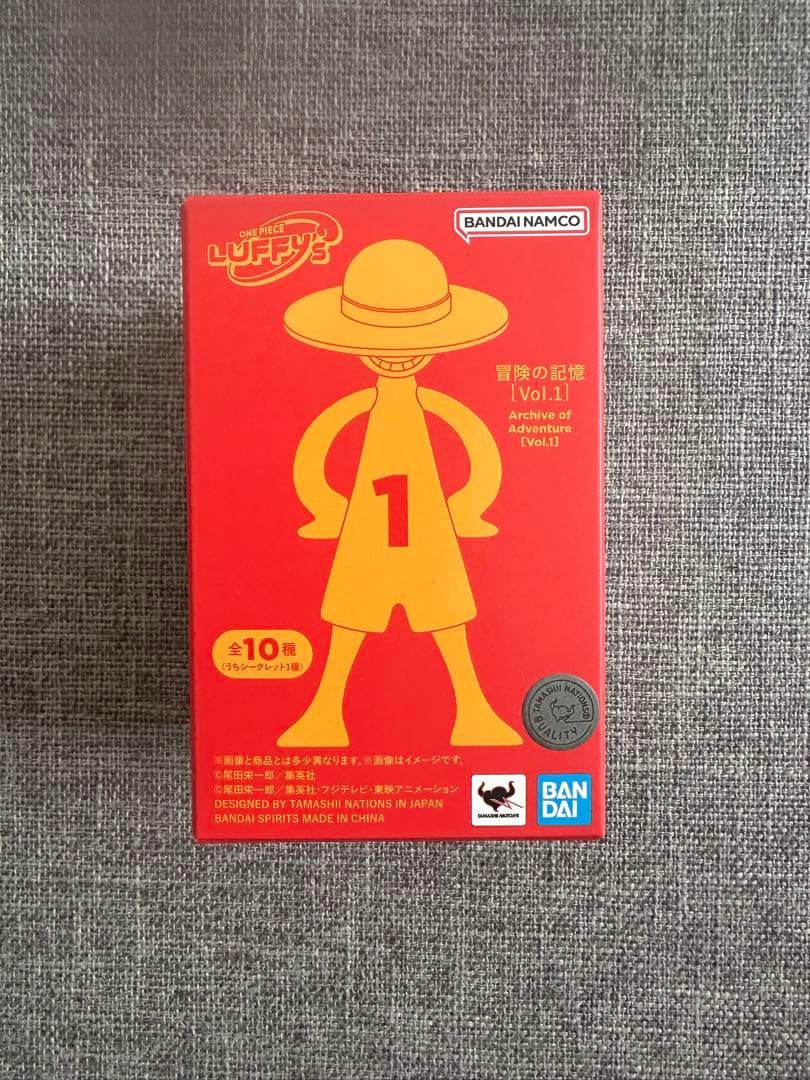 ONE PIECE
LUFFY's
BANDAI NAMCO
冒険の記憶
[Vol.1]
Archive of
Adventure
[Vol.1]
1
全10種
(うちシークレット1種)
TAMASHII NATIONS®
QUALITY
※画像と商品とは多少異なります。※画像はイメージです。
©尾田栄一郎／集英社
©尾田栄一郎／集英社・フジテレビ・東映アニメーション
DESIGNED BY TAMASHII NATIONS IN JAPAN
BANDAI SPIRITS MADE IN CHINA
TAMASHII NATIONS
BAN
DAI